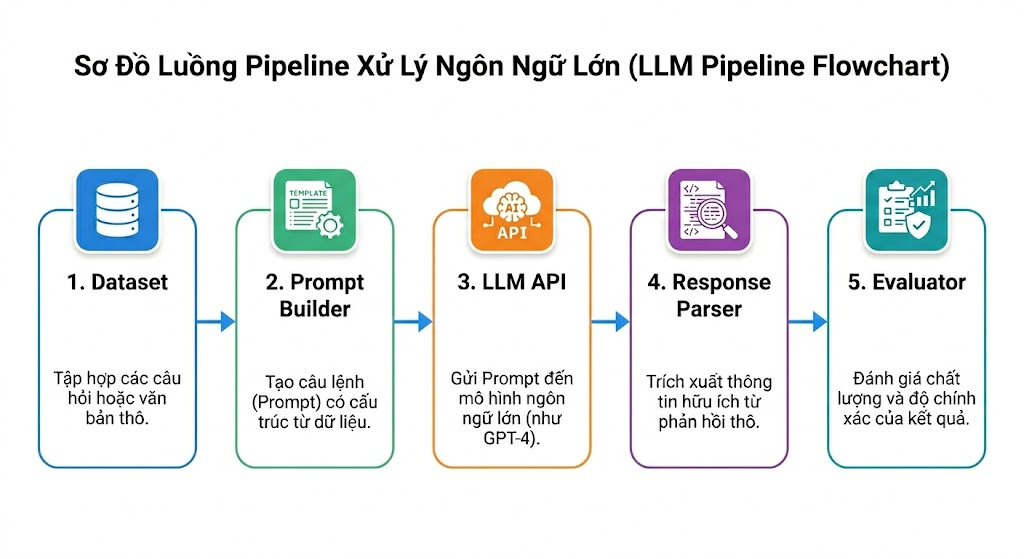 Sơ Đồ Luồng Pipeline Xử Lý Ngôn Ngữ Lớn (LLM Pipeline Flowchart)
1. Dataset
Tập hợp các câu
hỏi hoặc văn
bản thô.
TEMPLATE
2. Prompt
Builder
Tạo câu lệnh
(Prompt) có cấu
trúc từ dữ liệu.
AI
API
3. LLM API
Gửi Prompt đến
mô hình ngôn
ngữ lớn (như
GPT-4).
</>
</>
4. Response
Parser
Trích xuất thông
tin hữu ích từ
phản hồi thô.
5. Evaluator
Đánh giá chất
lượng và độ chính
xác của kết quả.